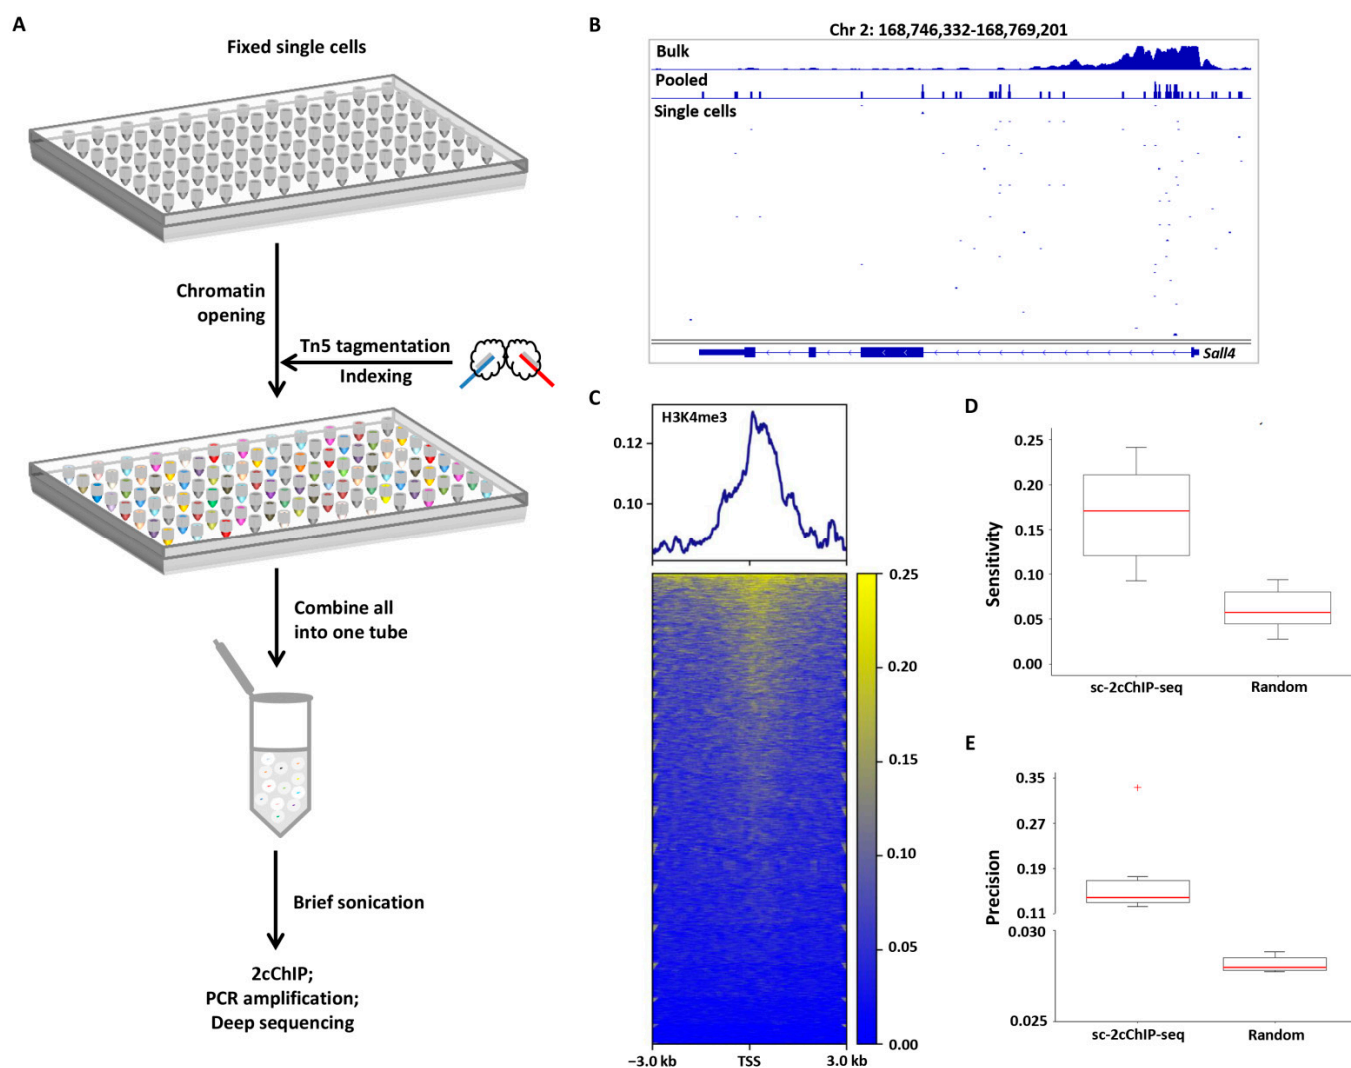 A
Fixed single cells
Chromatin
opening
Tn5 tagmentation
Indexing
Combine all
into one tube
Brief sonication
2cChIP;
PCR amplification;
Deep sequencing
B
Chr 2: 168,746,332-168,769,201
Bulk
Pooled
Single cells
Sall4
C
H3K4me3
0.12
0.10
0.25
0.20
0.15
0.10
0.05
0.00
−3.0 kb
TSS
3.0 kb
D
Sensitivity
0.25
0.20
0.15
0.10
0.05
0.00
sc-2cChIP-seq
Random
E
Precision
0.35
0.27
0.19
0.11
0.030
0.025
sc-2cChIP-seq
Random